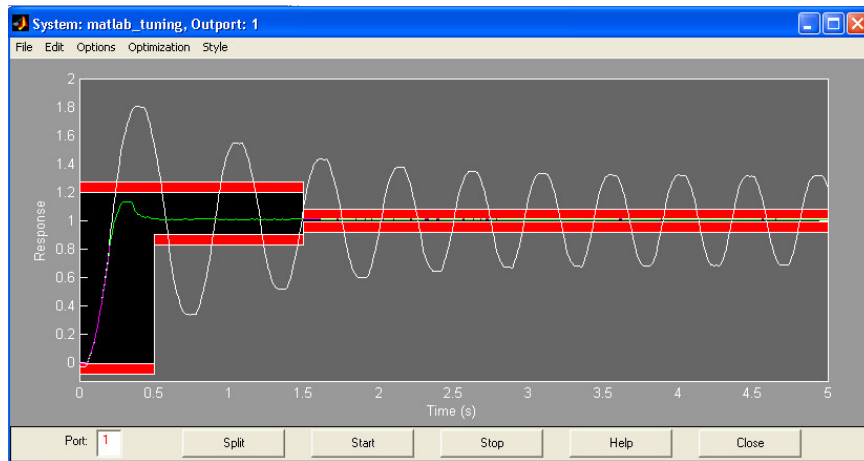 System: matlab_tuning, Outport: 1
File Edit Options Optimization Style
2
1.8
1.6
1.4
1.2
1
0.8
0.6
0.4
0.2
0
Response
0 0.5 1 1.5 2 2.5 3 3.5 4 4.5 5
Time (s)
Port: 1 Split Start Stop Help Close